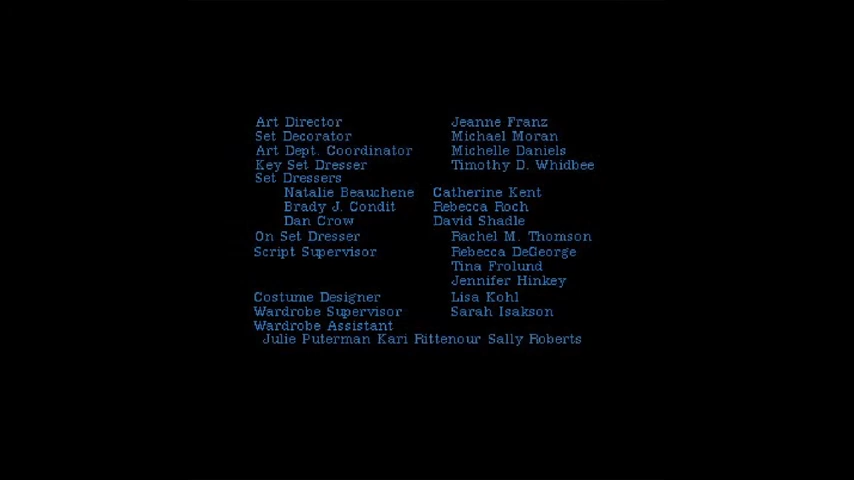 Art Director Jeanne Franz
Set Decorator Michael Moran
Art Dept. Coordinator Michelle Daniels
Key Set Dresser Timothy D. Whidbee
Set Dressers
Natalie Beauchene Catherine Kent
Brady J. Condit Rebecca Roch
Dan Crow David Shadle
On Set Dresser Rachel M. Thomson
Script Supervisor Rebecca DeGeorge
Tina Frolund
Jennifer Hinkey
Costume Designer Lisa Kohl
Wardrobe Supervisor Sarah Isakson
Wardrobe Assistant
Julie Puterman Kari Rittenour Sally Roberts